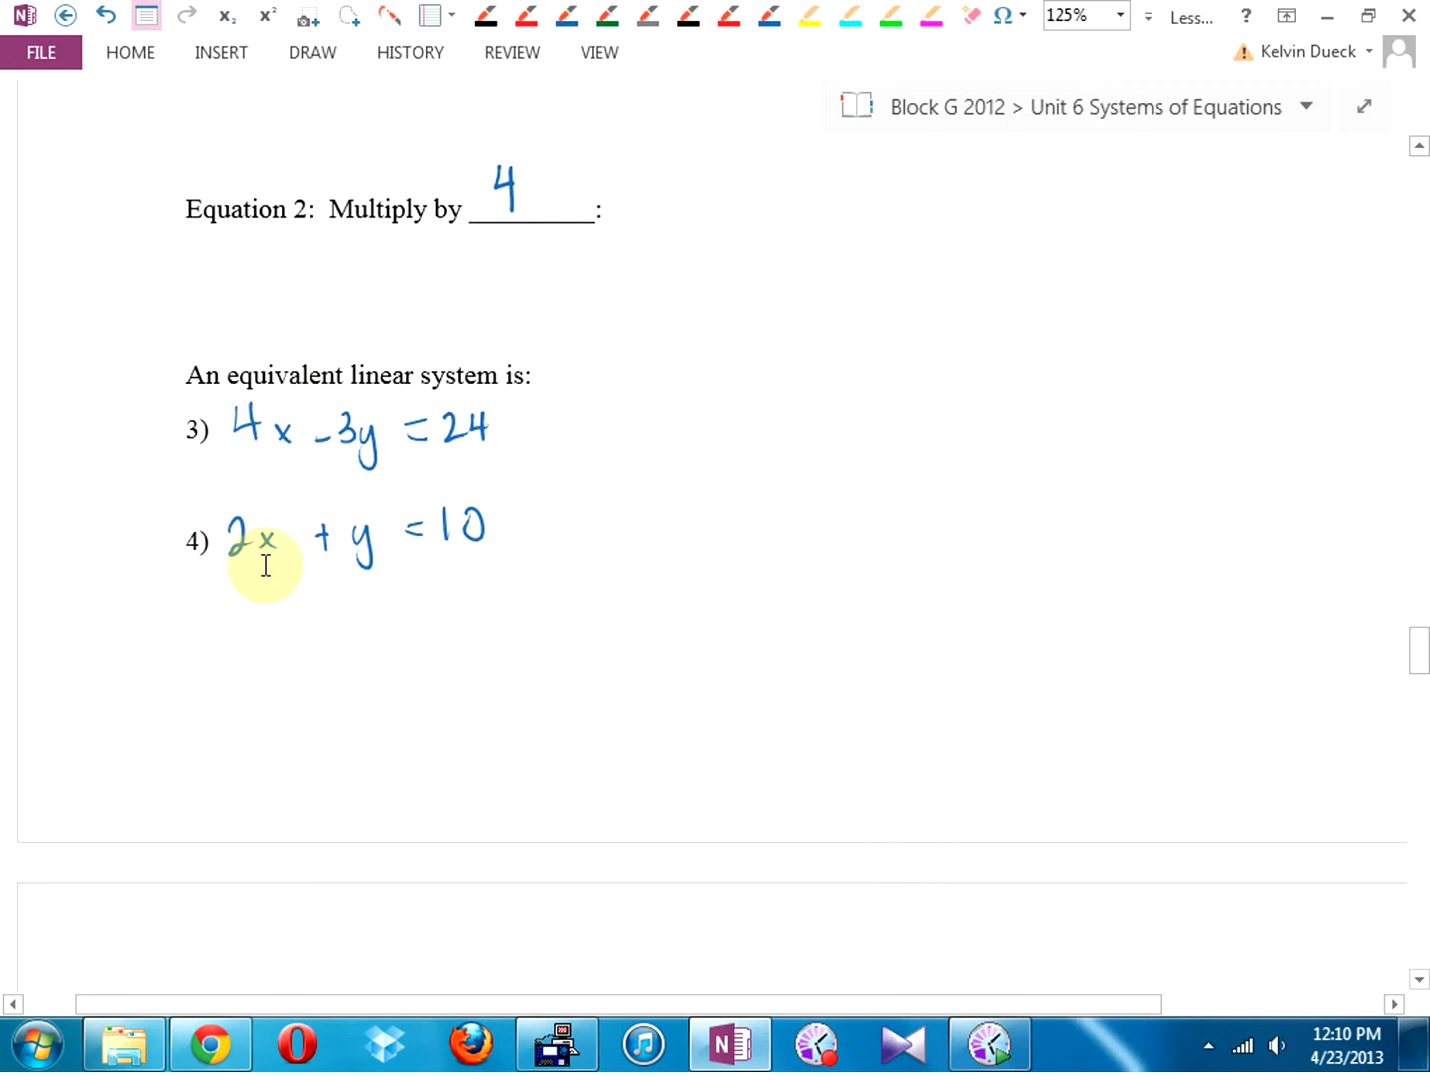 x₂ x² Ω 125% Less... ?
FILE HOME INSERT DRAW HISTORY REVIEW VIEW Kelvin Dueck
Block G 2012 > Unit 6 Systems of Equations
Equation 2: Multiply by 4 :
An equivalent linear system is:
3) 4x - 3y = 24
4) 2x + y = 10
12:10 PM
4/23/2013